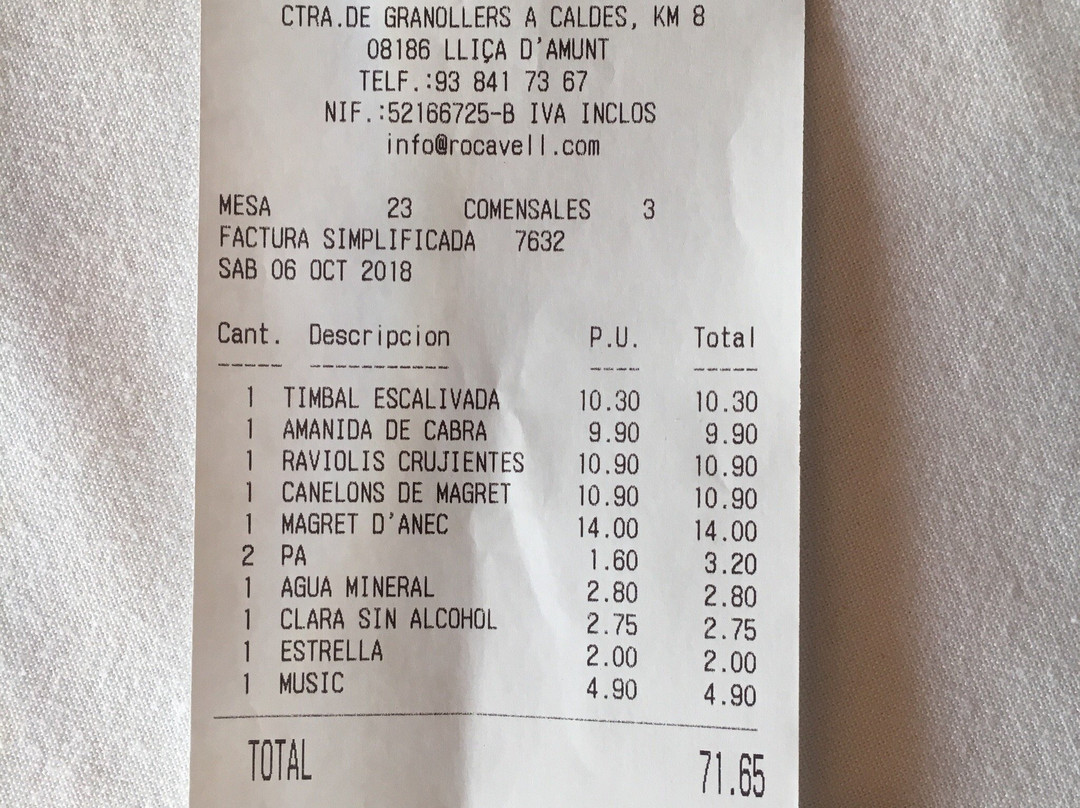 CTRA.DE GRANOLLERS A CALDES, KM 8
08186 LLIÇA D'AMUNT
TELF.:93 841 73 67
NIF.:52166725-B IVA INCLOS
info@rocavell.com
MESA 23 COMENSALES 3
FACTURA SIMPLIFICADA 7632
SAB 06 OCT 2018
Cant. Descripcion P.U. Total
1 TIMBAL ESCALIVADA 10.30 10.30
1 AMANIDA DE CABRA 9.90 9.90
1 RAVIOLIS CRUJIENTES 10.90 10.90
1 CANELONS DE MAGRET 10.90 10.90
1 MAGRET D'ANEC 14.00 14.00
2 PA 1.60 3.20
1 AGUA MINERAL 2.80 2.80
1 CLARA SIN ALCOHOL 2.75 2.75
1 ESTRELLA 2.00 2.00
1 MUSIC 4.90 4.90
TOTAL 71.65